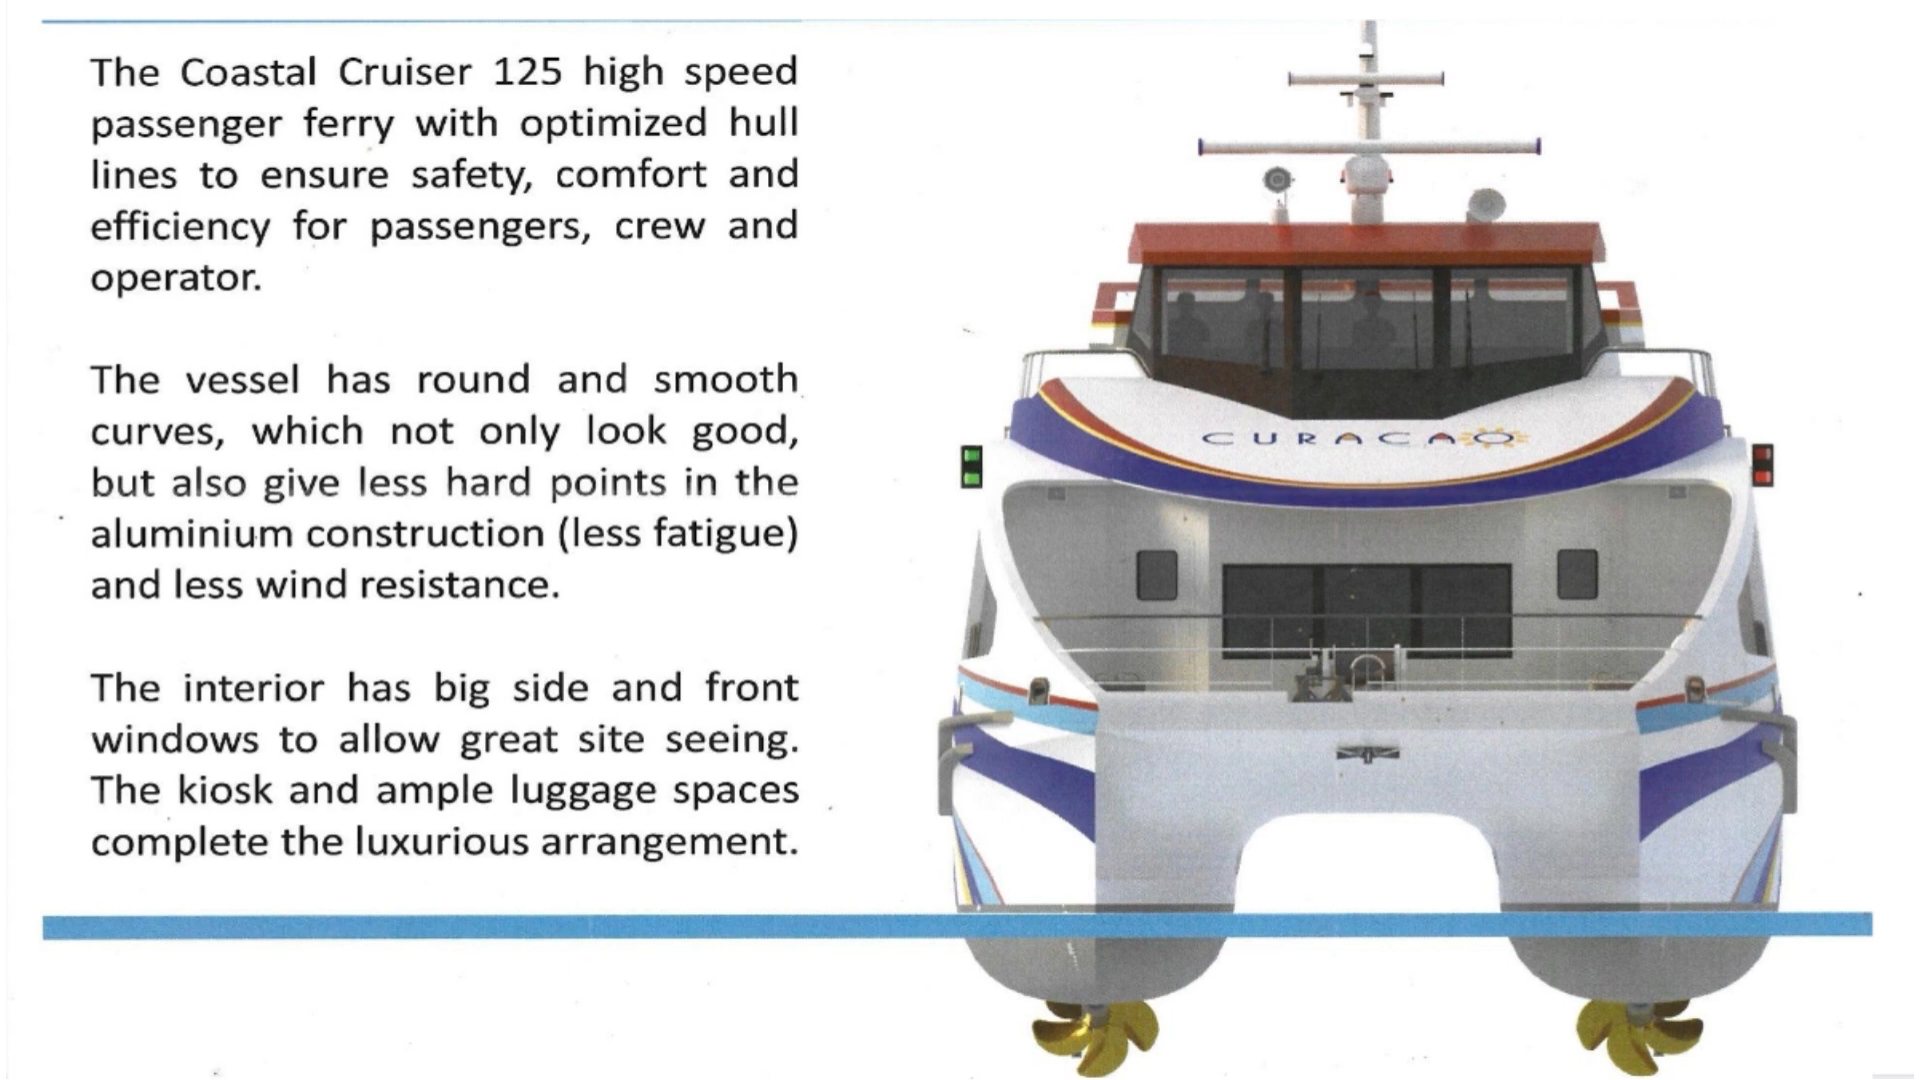 The Coastal Cruiser 125 high speed
passenger ferry with optimized hull
lines to ensure safety, comfort and
efficiency for passengers, crew and
operator.
The vessel has round and smooth
curves, which not only look good,
but also give less hard points in the
aluminium construction (less fatigue)
and less wind resistance.
The interior has big side and front
windows to allow great site seeing.
The kiosk and ample luggage spaces
complete the luxurious arrangement.
CURACAO